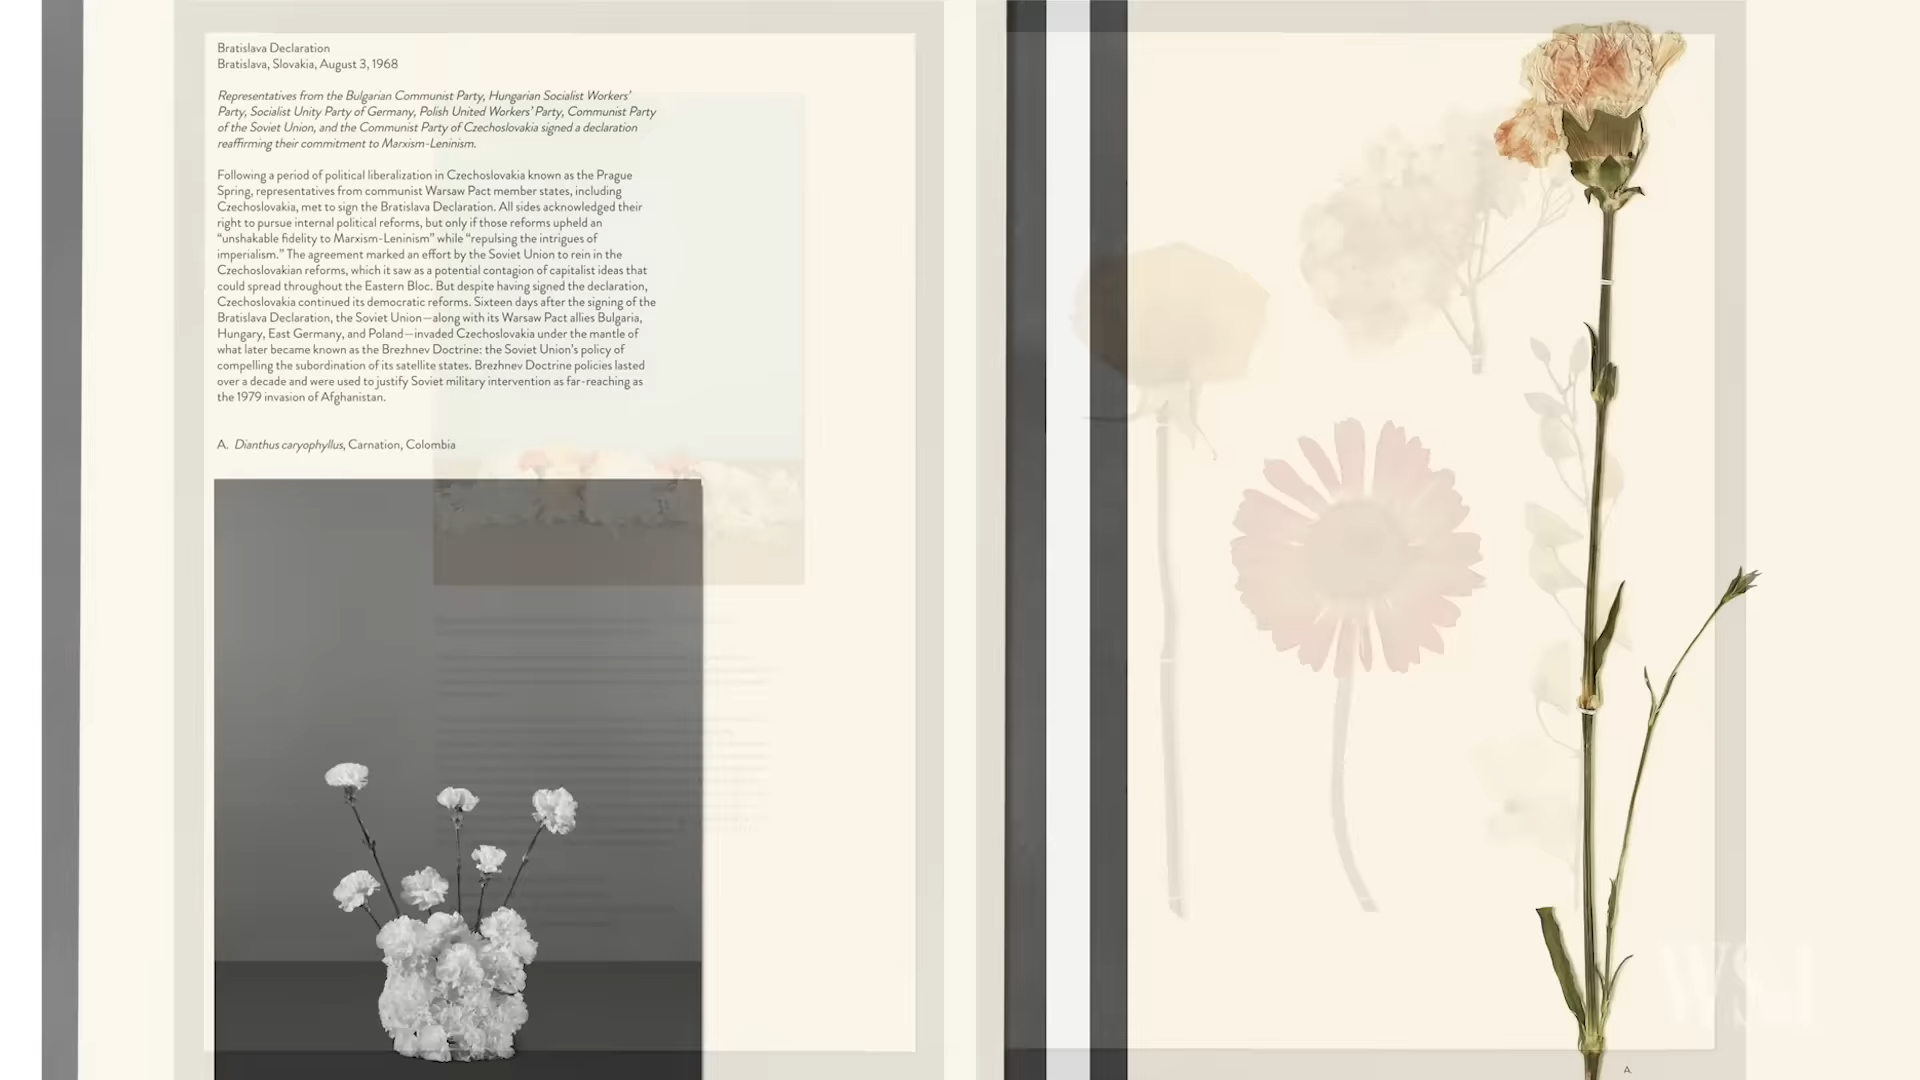 Bratislava Declaration
Bratislava, Slovakia, August 3, 1968
Representatives from the Bulgarian Communist Party, Hungarian Socialist Workers'
Party, Socialist Unity Party of Germany, Polish United Workers' Party, Communist Party
of the Soviet Union, and the Communist Party of Czechoslovakia signed a declaration
reaffirming their commitment to Marxism-Leninism.
Following a period of political liberalization in Czechoslovakia known as the Prague
Spring, representatives from communist Warsaw Pact member states, including
Czechoslovakia, met to sign the Bratislava Declaration. All sides acknowledged their
right to pursue internal political reforms, but only if those reforms upheld an
“unshakable fidelity to Marxism-Leninism” while “repulsing the intrigues of
imperialism.” The agreement marked an effort by the Soviet Union to rein in the
Czechoslovakian reforms, which it saw as a potential contagion of capitalist ideas that
could spread throughout the Eastern Bloc. But despite having signed the declaration,
Czechoslovakia continued its democratic reforms. Sixteen days after the signing of the
Bratislava Declaration, the Soviet Union—along with its Warsaw Pact allies Bulgaria,
Hungary, East Germany, and Poland—invaded Czechoslovakia under the mantle of
what later became known as the Brezhnev Doctrine: the Soviet Union's policy of
compelling the subordination of its satellite states. Brezhnev Doctrine policies lasted
over a decade and were used to justify Soviet military intervention as far-reaching as
the 1979 invasion of Afghanistan.
A. Dianthus caryophyllus, Carnation, Colombia
A.
WSJ